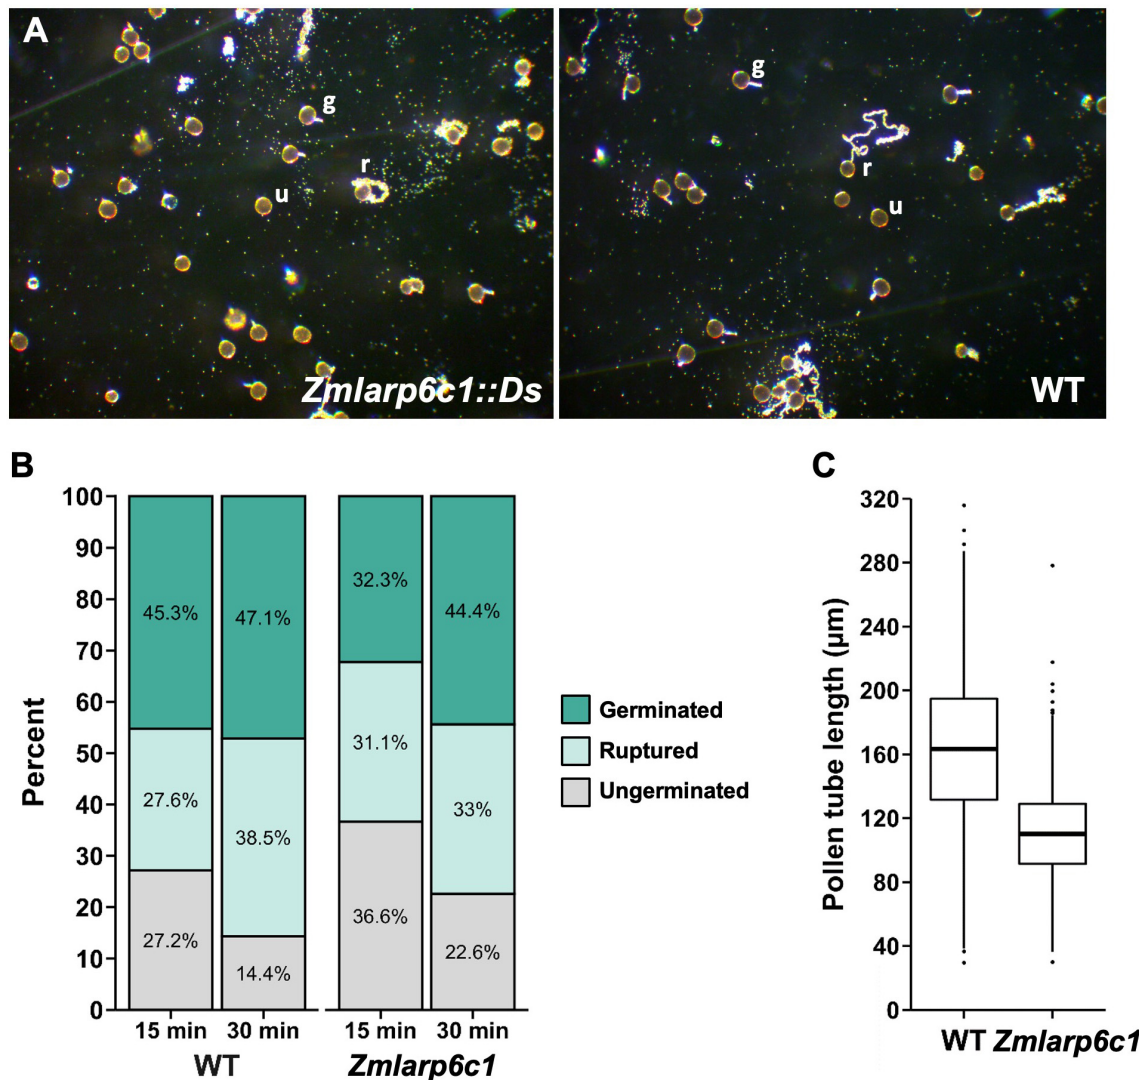 A
g
r
u
Zmlarp6c1::Ds
g
r
u
WT
B
Percent
100
90
80
70
60
50
40
30
20
10
0
45.3%
27.6%
27.2%
47.1%
38.5%
14.4%
32.3%
31.1%
36.6%
44.4%
33%
22.6%
15 min 30 min 15 min 30 min
WT Zmlarp6c1
Germinated
Ruptured
Ungerminated
C
Pollen tube length (μm)
320
280
240
200
160
120
80
40
0
WT Zmlarp6c1